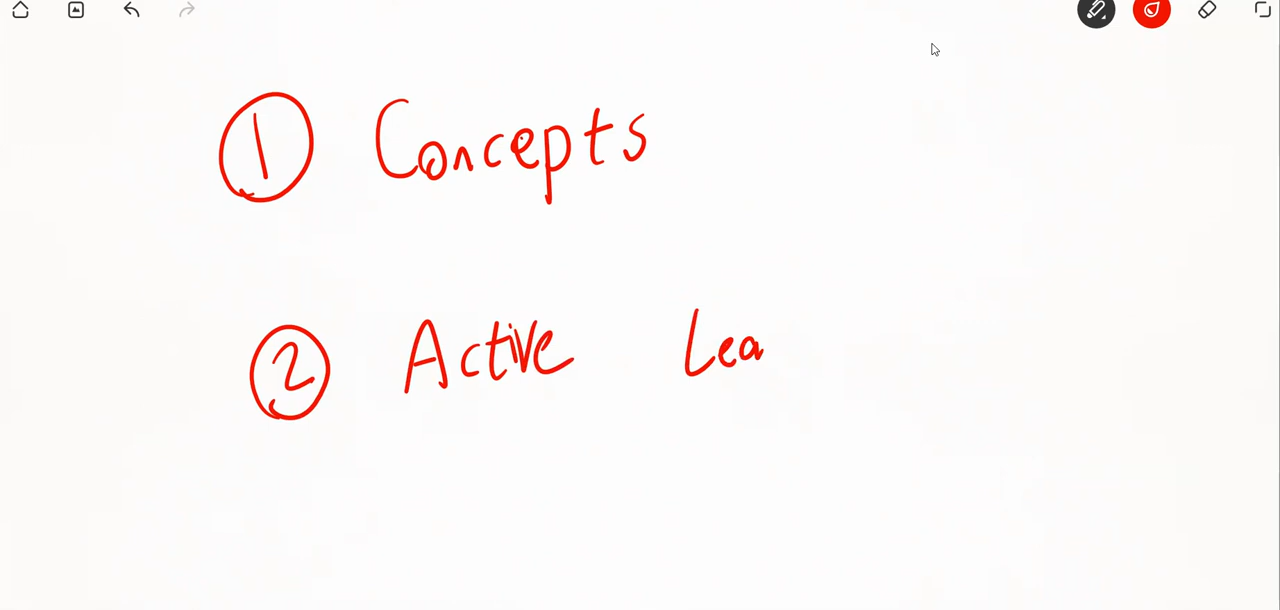 ① Concepts
② Active Lea